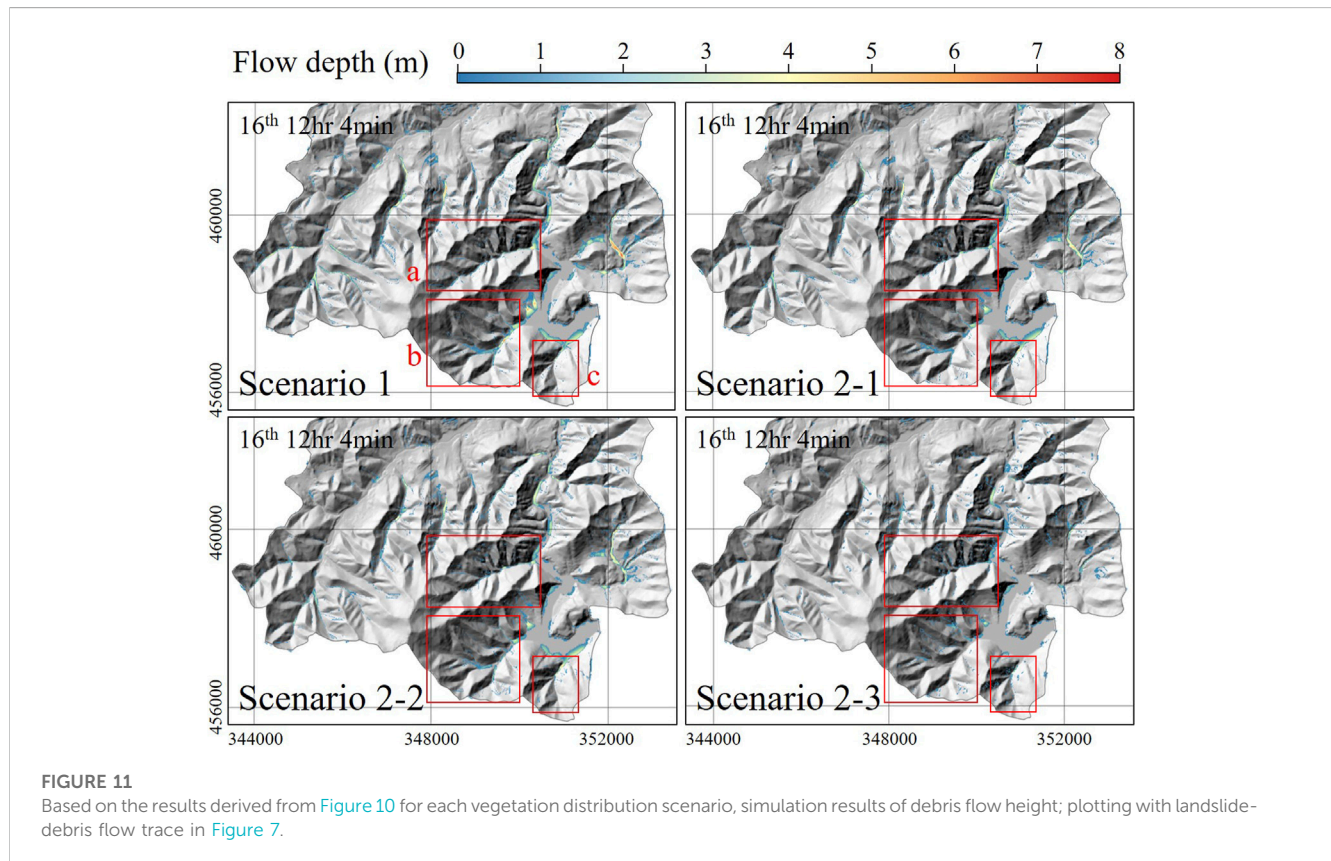 Flow depth (m)
0 1 2 3 4 5 6 7 8
16th 12hr 4min
a
b
c
Scenario 1
16th 12hr 4min
Scenario 2-1
460000
456000
16th 12hr 4min
Scenario 2-2
16th 12hr 4min
Scenario 2-3
460000
456000
344000 348000 352000
344000 348000 352000
FIGURE 11
Based on the results derived from Figure 10 for each vegetation distribution scenario, simulation results of debris flow height; plotting with landslide-
debris flow trace in Figure 7.